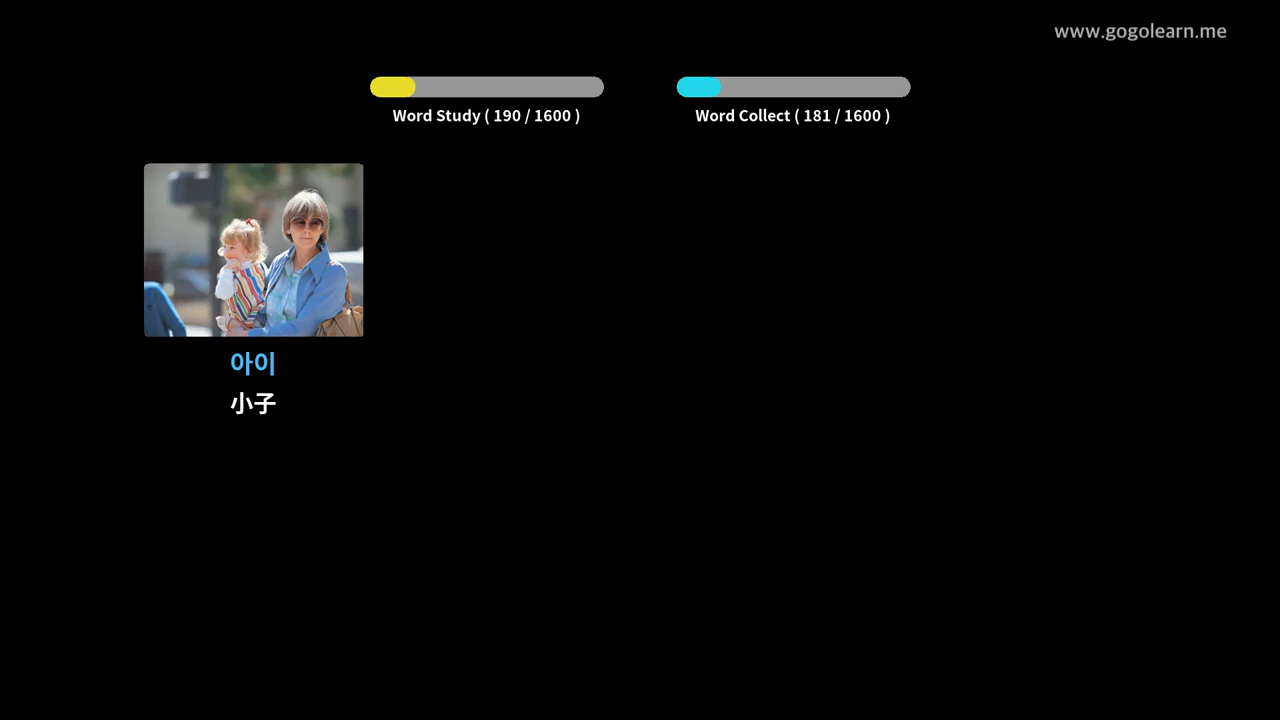 www.gogolearn.me
Word Study ( 190 / 1600 )
Word Collect ( 181 / 1600 )
아이
小子